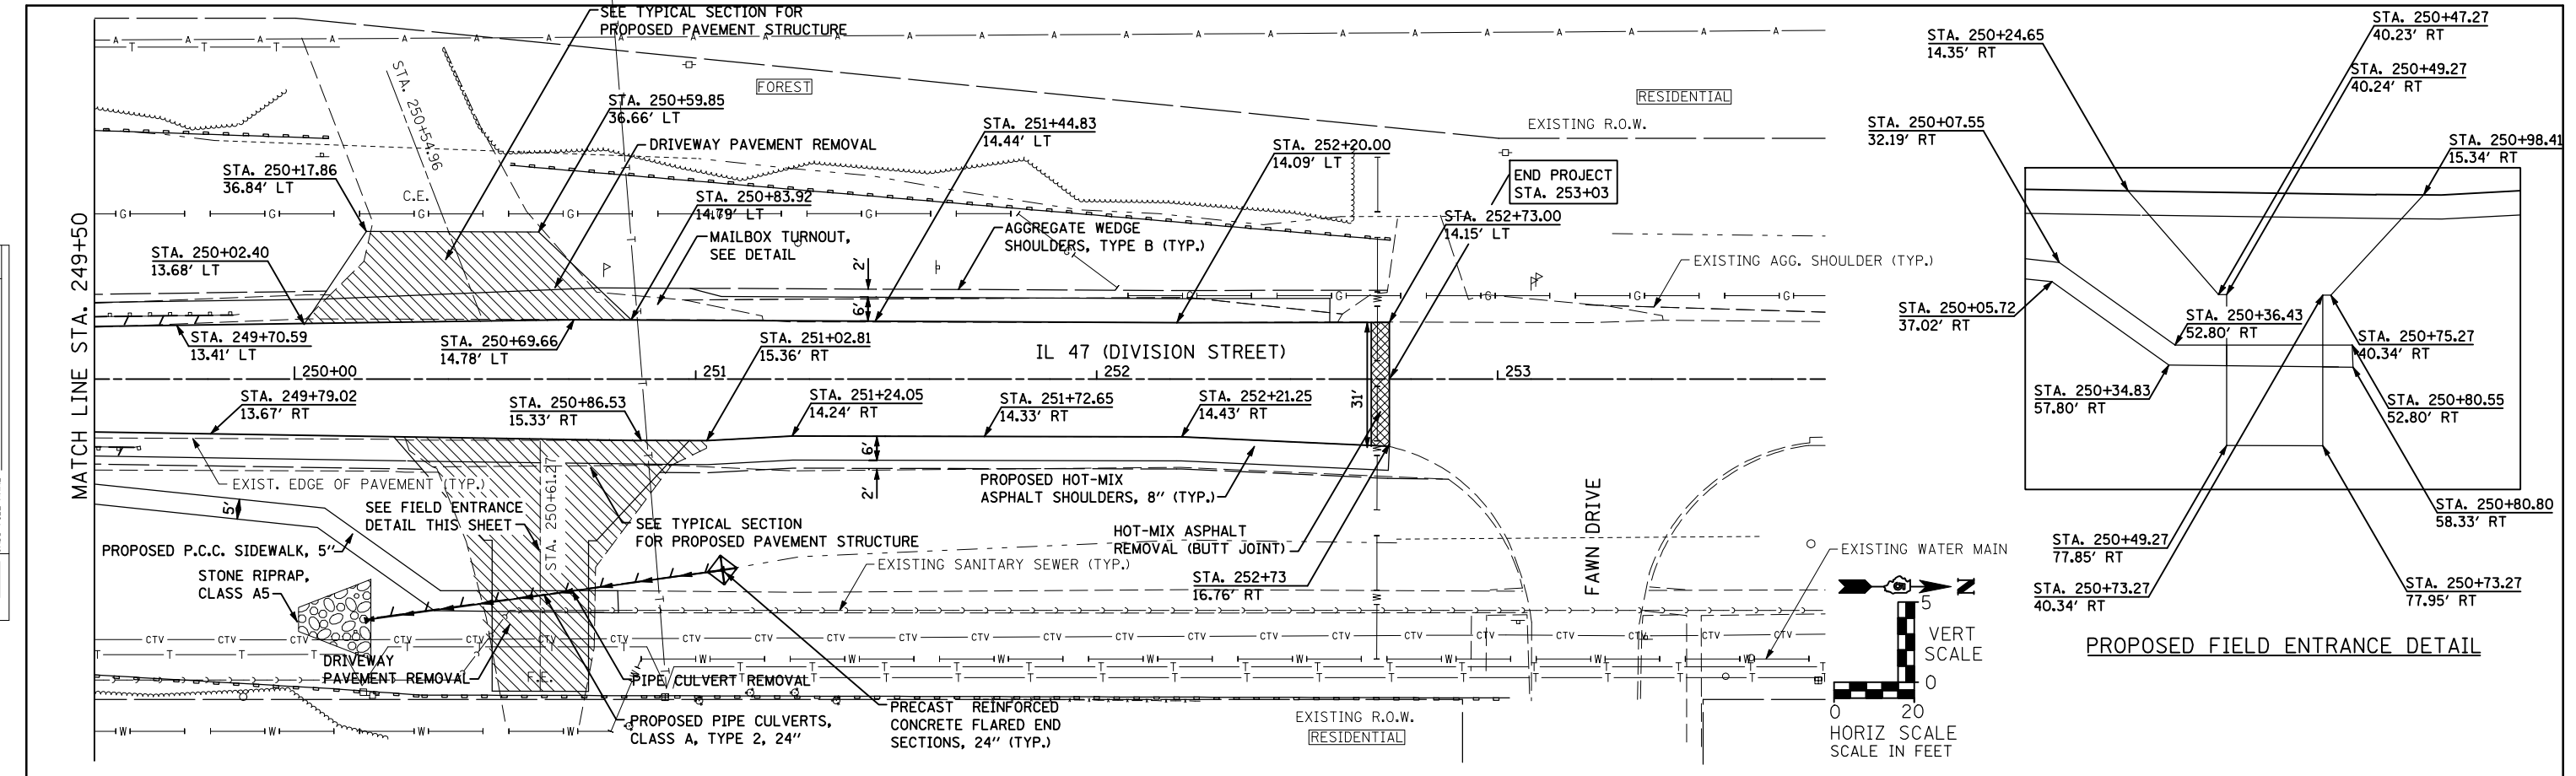 SEE TYPICAL SECTION FOR
PROPOSED PAVEMENT STRUCTURE
FOREST
RESIDENTIAL
EXISTING R.O.W.
STA. 250+54.96
C.E.
STA. 250+59.85
36.66' LT
DRIVEWAY PAVEMENT REMOVAL
STA. 251+44.83
14.44' LT
STA. 252+20.00
14.09' LT
END PROJECT
STA. 253+03
STA. 250+17.86
36.84' LT
STA. 250+83.92
14.79' LT
STA. 252+73.00
14.15' LT
MAILBOX TURNOUT,
SEE DETAIL
AGGREGATE WEDGE
SHOULDERS, TYPE B (TYP.)
STA. 250+02.40
13.68' LT
2'
6'
EXISTING AGG. SHOULDER (TYP.)
MATCH LINE STA. 249+50
STA. 249+70.59
13.41' LT
STA. 250+69.66
14.78' LT
STA. 251+02.81
15.36' RT
IL 47 (DIVISION STREET)
250+00
251
252
253
STA. 249+79.02
13.67' RT
STA. 250+86.53
15.33' RT
STA. 251+24.05
14.24' RT
STA. 251+72.65
14.33' RT
STA. 252+21.25
14.43' RT
31'
6'
2'
EXIST. EDGE OF PAVEMENT (TYP.)
STA. 250+61.27
SEE FIELD ENTRANCE
DETAIL THIS SHEET
5'
SEE TYPICAL SECTION
FOR PROPOSED PAVEMENT STRUCTURE
PROPOSED HOT-MIX
ASPHALT SHOULDERS, 8" (TYP.)
HOT-MIX ASPHALT
REMOVAL (BUTT JOINT)
FAWN DRIVE
PROPOSED P.C.C. SIDEWALK, 5"
STONE RIPRAP,
CLASS A5
EXISTING SANITARY SEWER (TYP.)
STA. 252+73
16.76' RT
EXISTING WATER MAIN
DRIVEWAY
PAVEMENT REMOVAL
F.E.
PIPE CULVERT REMOVAL
PROPOSED PIPE CULVERTS,
CLASS A, TYPE 2, 24"
PRECAST REINFORCED
CONCRETE FLARED END
SECTIONS, 24" (TYP.)
EXISTING R.O.W.
RESIDENTIAL
N
5
VERT
SCALE
0
0 20
HORIZ SCALE
SCALE IN FEET
STA. 250+24.65
14.35' RT
STA. 250+47.27
40.23' RT
STA. 250+49.27
40.24' RT
STA. 250+07.55
32.19' RT
STA. 250+98.41
15.34' RT
STA. 250+05.72
37.02' RT
STA. 250+36.43
52.80' RT
STA. 250+75.27
40.34' RT
STA. 250+34.83
57.80' RT
STA. 250+80.55
52.80' RT
STA. 250+80.80
58.33' RT
STA. 250+49.27
77.85' RT
STA. 250+73.27
40.34' RT
STA. 250+73.27
77.95' RT
PROPOSED FIELD ENTRANCE DETAIL